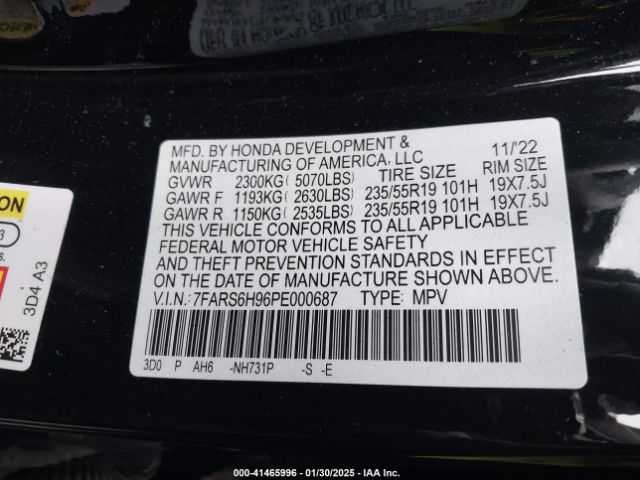 MFD. BY HONDA DEVELOPMENT &
MANUFACTURING OF AMERICA, LLC 11/'22
GVWR 2300KG( 5070LBS) TIRE SIZE RIM SIZE
GAWR F 1193KG( 2630LBS) 235/55R19 101H 19X7.5J
GAWR R 1150KG( 2535LBS) 235/55R19 101H 19X7.5J
THIS VEHICLE CONFORMS TO ALL APPLICABLE
FEDERAL MOTOR VEHICLE SAFETY
AND THEFT PREVENTION STANDARDS IN EFFECT
ON THE DATE OF MANUFACTURE SHOWN ABOVE.
V.I.N.: 7FARS6H96PE000687 TYPE: MPV
3D0 P AH6 -NH731P -S -E
ON
3
s.
3D4 A3
000-41465996 - 01/30/2025 - IAA Inc.